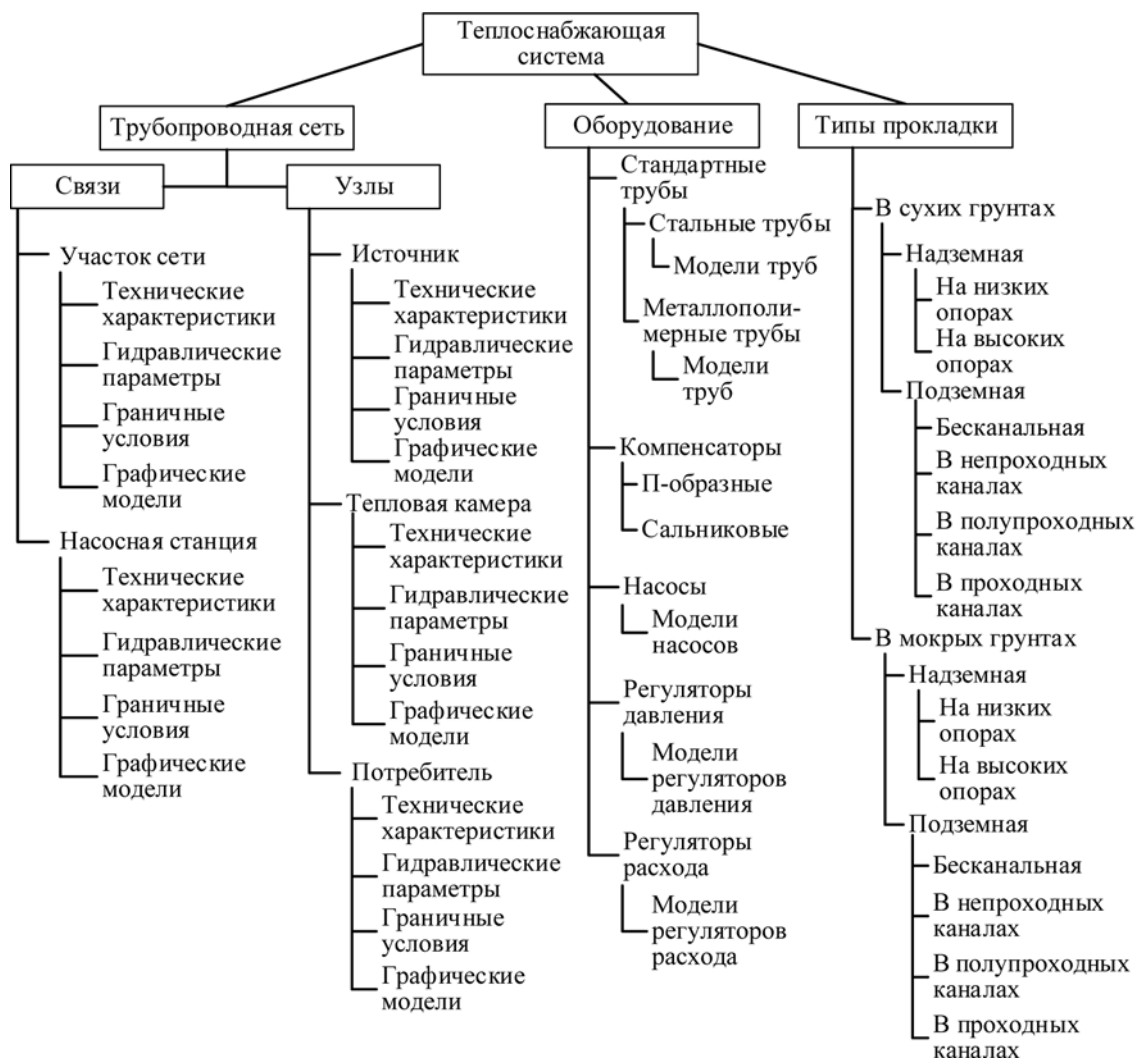 Теплоснабжающая
система
Трубопроводная сеть
Связи
Участок сети
Технические
характеристики
Гидравлические
параметры
Граничные
условия
Графические
модели
Насосная станция
Технические
характеристики
Гидравлические
параметры
Граничные
условия
Графические
модели
Узлы
Источник
Технические
характеристики
Гидравлические
параметры
Граничные
условия
Графические
модели
Тепловая камера
Технические
характеристики
Гидравлические
параметры
Граничные
условия
Графические
модели
Потребитель
Технические
характеристики
Гидравлические
параметры
Граничные
условия
Графические
модели
Оборудование
Стандартные
трубы
Стальные трубы
Модели труб
Металлополи-
мерные трубы
Модели
труб
Компенсаторы
П-образные
Сальниковые
Насосы
Модели
насосов
Регуляторы
давления
Модели
регуляторов
давления
Регуляторы
расхода
Модели
регуляторов
расхода
Типы прокладки
В сухих грунтах
Надземная
На низких
опорах
На высоких
опорах
Подземная
Бесканальная
В непроходных
каналах
В полупроходных
каналах
В проходных
каналах
В мокрых грунтах
Надземная
На низких
опорах
На высоких
опорах
Подземная
Бесканальная
В непроходных
каналах
В полупроходных
каналах
В проходных
каналах